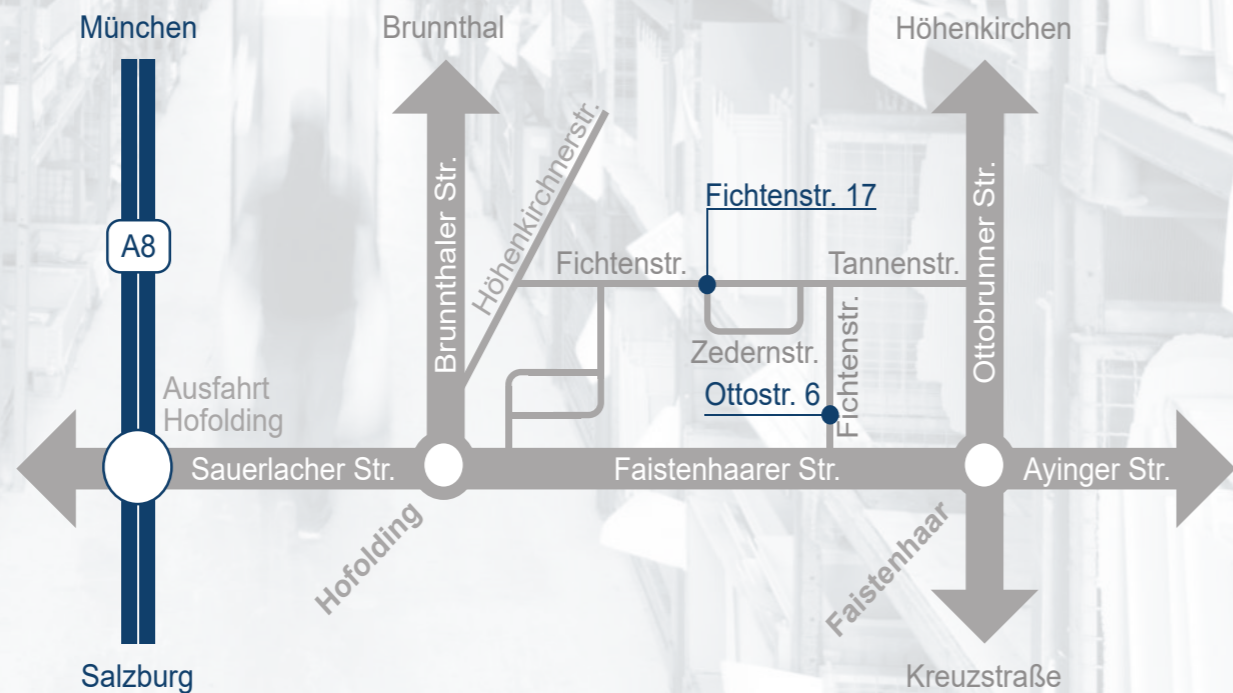 München
Brunnthal
Höhenkirchen
A8
Brunnthaler Str.
Höhenkirchnerstr.
Fichtenstr. 17
Fichtenstr.
Tannenstr.
Ottobrunner Str.
Zedernstr.
Fichtenstr.
Ottostr. 6
Ausfahrt
Hofolding
Sauerlacher Str.
Faistenhaarer Str.
Ayinger Str.
Hofolding
Faistenhaar
Salzburg
Kreuzstraße